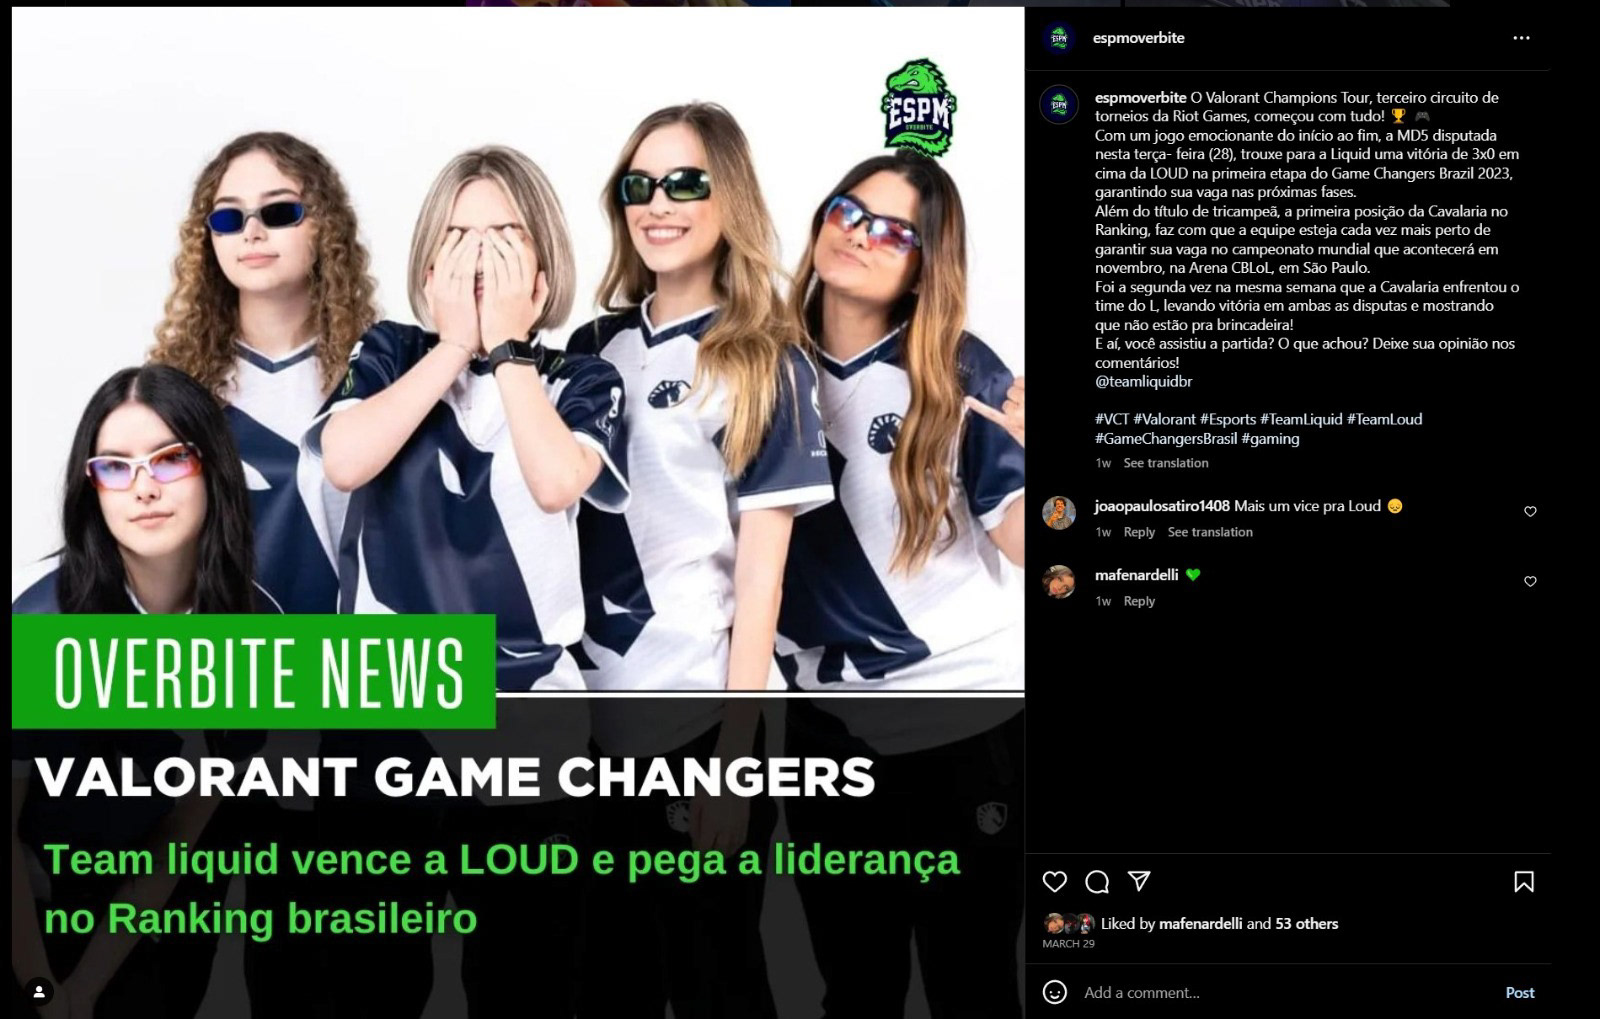 ESPM
OVERBITE
OVERBITE NEWS
VALORANT GAME CHANGERS
Team liquid vence a LOUD e pega a liderança
no Ranking brasileiro
espmoverbite
espmoverbite O Valorant Champions Tour, terceiro circuito de
torneios da Riot Games, começou com tudo! 🏆 🎮
Com um jogo emocionante do início ao fim, a MD5 disputada
nesta terça- feira (28), trouxe para a Liquid uma vitória de 3x0 em
cima da LOUD na primeira etapa do Game Changers Brazil 2023,
garantindo sua vaga nas próximas fases.
Além do título de tricampeã, a primeira posição da Cavalaria no
Ranking, faz com que a equipe esteja cada vez mais perto de
garantir sua vaga no campeonato mundial que acontecerá em
novembro, na Arena CBLoL, em São Paulo.
Foi a segunda vez na mesma semana que a Cavalaria enfrentou o
time do L, levando vitória em ambas as disputas e mostrando
que não estão pra brincadeira!
E aí, você assistiu a partida? O que achou? Deixe sua opinião nos
comentários!
@teamliquidbr
#VCT #Valorant #Esports #TeamLiquid #TeamLoud
#GameChangersBrasil #gaming
1w See translation
joaopaulosatiro1408 Mais um vice pra Loud 😞
1w Reply See translation
mafenardelli 💚
1w Reply
Liked by mafenardelli and 53 others
MARCH 29
Add a comment...
Post